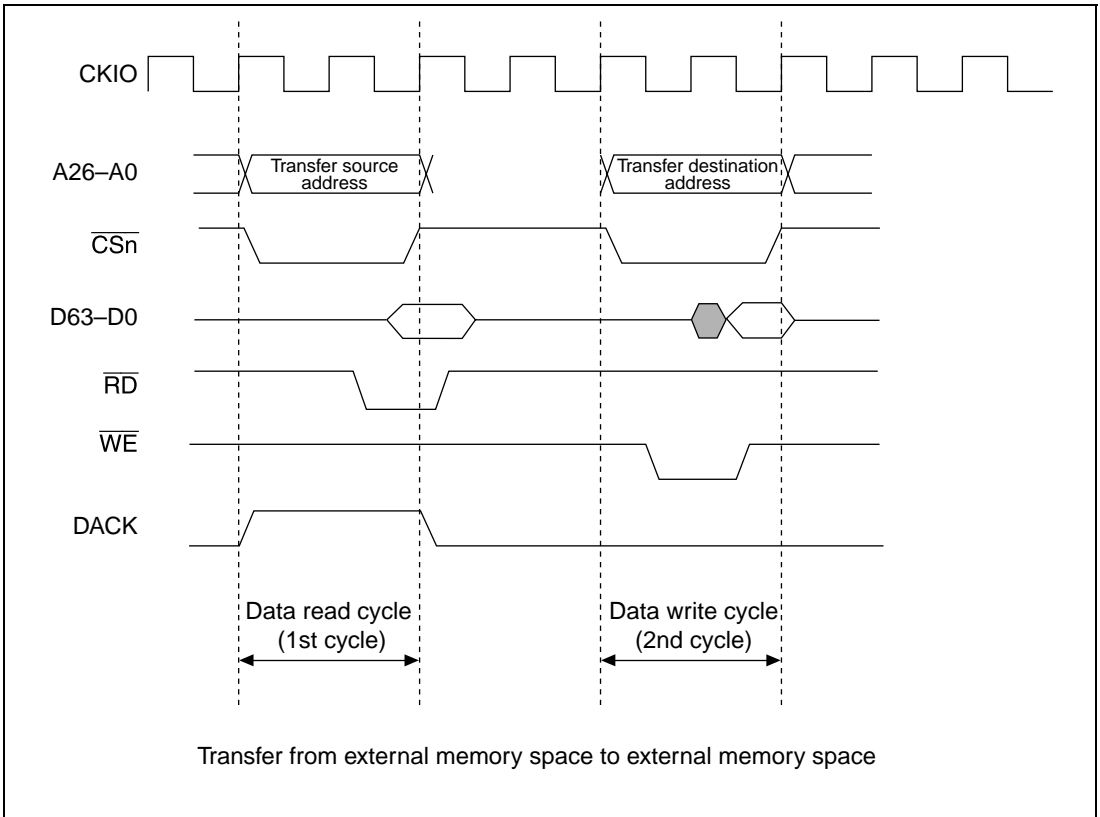 CKIO
A26–A0
Transfer source
address
Transfer destination
address
CSn
D63–D0
RD
WE
DACK
Data read cycle
(1st cycle)
Data write cycle
(2nd cycle)
Transfer from external memory space to external memory space